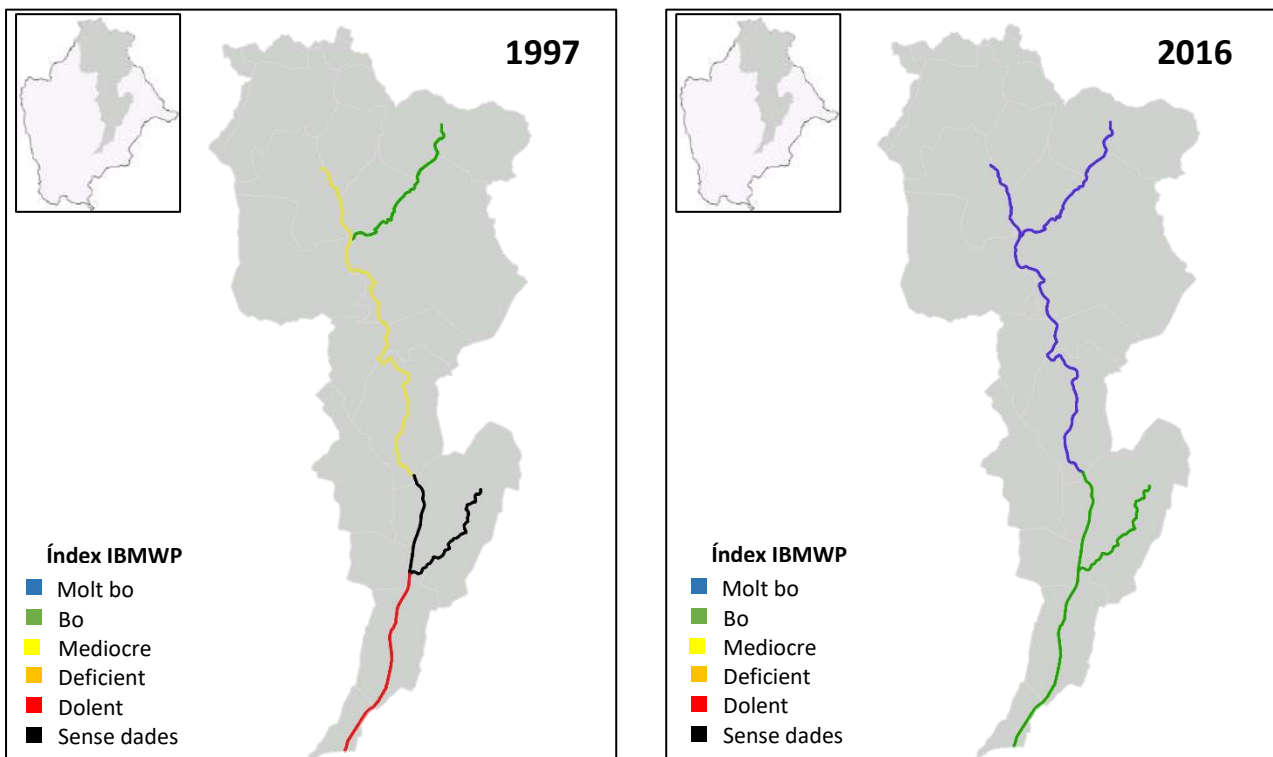 1997
Índex IBMWP
Molt bo
Bo
Mediocre
Deficient
Dolent
Sense dades
2016
Índex IBMWP
Molt bo
Bo
Mediocre
Deficient
Dolent
Sense dades